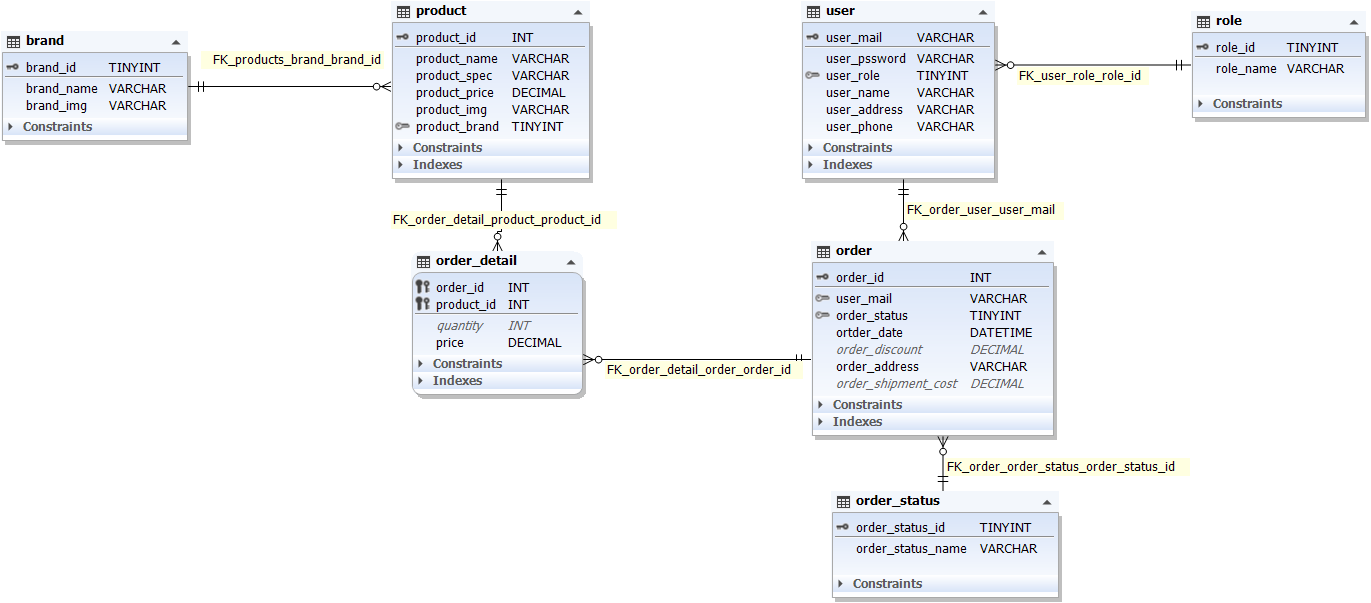 brand
brand_id TINYINT
brand_name VARCHAR
brand_img VARCHAR
Constraints
FK_products_brand_brand_id
product
product_id INT
product_name VARCHAR
product_spec VARCHAR
product_price DECIMAL
product_img VARCHAR
product_brand TINYINT
Constraints
Indexes
user
user_mail VARCHAR
user_pssword VARCHAR
user_role TINYINT
user_name VARCHAR
user_address VARCHAR
user_phone VARCHAR
Constraints
Indexes
FK_user_role_role_id
role
role_id TINYINT
role_name VARCHAR
Constraints
FK_order_detail_product_product_id
FK_order_user_user_mail
order_detail
order_id INT
product_id INT
quantity INT
price DECIMAL
Constraints
Indexes
FK_order_detail_order_order_id
order
order_id INT
user_mail VARCHAR
order_status TINYINT
ortder_date DATETIME
order_discount DECIMAL
order_address VARCHAR
order_shipment_cost DECIMAL
Constraints
Indexes
FK_order_order_status_order_status_id
order_status
order_status_id TINYINT
order_status_name VARCHAR
Constraints